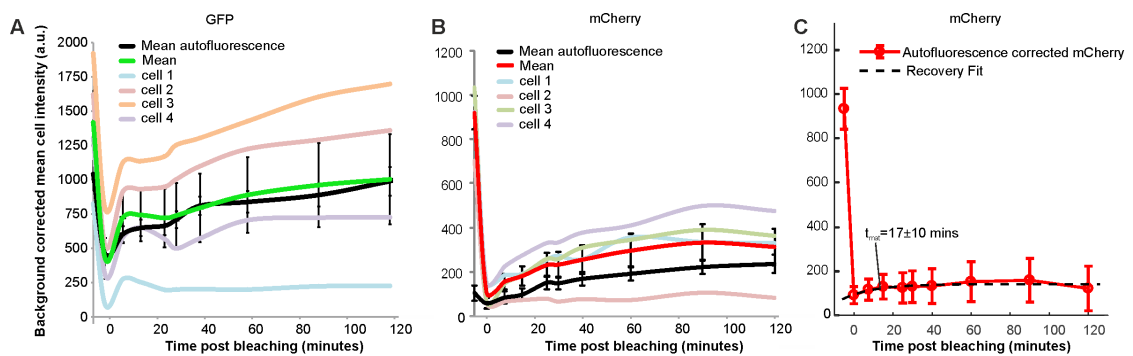 A
GFP
Background corrected mean cell intensity (a.u.)
2000
1750
1500
1250
1000
750
500
250
0
Mean autofluorescence
Mean
cell 1
cell 2
cell 3
cell 4
0 20 40 60 80 100 120
Time post bleaching (minutes)
B
mCherry
1200
1000
800
600
400
200
0
Mean autofluorescence
Mean
cell 1
cell 2
cell 3
cell 4
0 20 40 60 80 100 120
Time post bleaching (minutes)
C
mCherry
1200
1000
800
600
400
200
0
Autofluorescence corrected mCherry
Recovery Fit
tmat=17±10 mins
0 20 40 60 80 100 120
Time post bleaching (minutes)